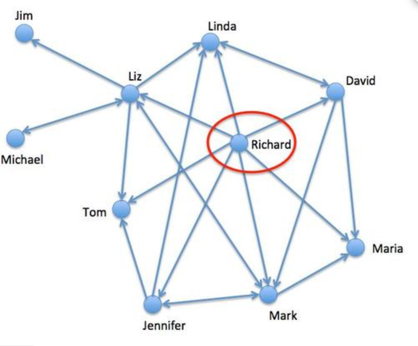 Jim
Linda
Liz
David
Richard
Michael
Tom
Maria
Jennifer
Mark